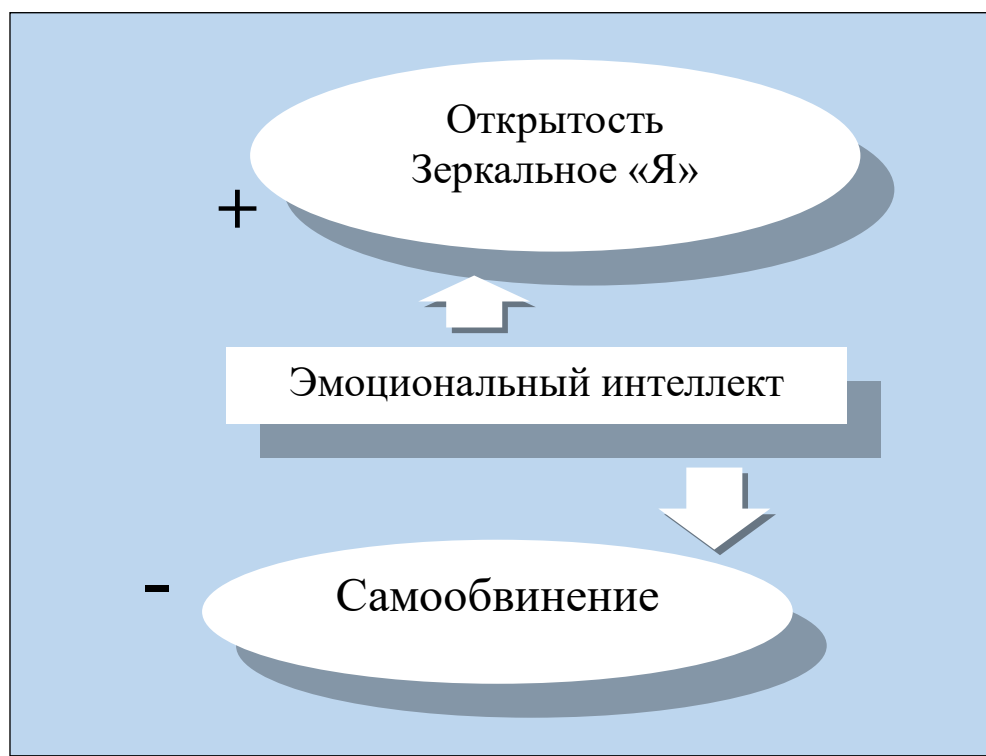 Открытость
Зеркальное «Я»
+
Эмоциональный интеллект
-
Самообвинение